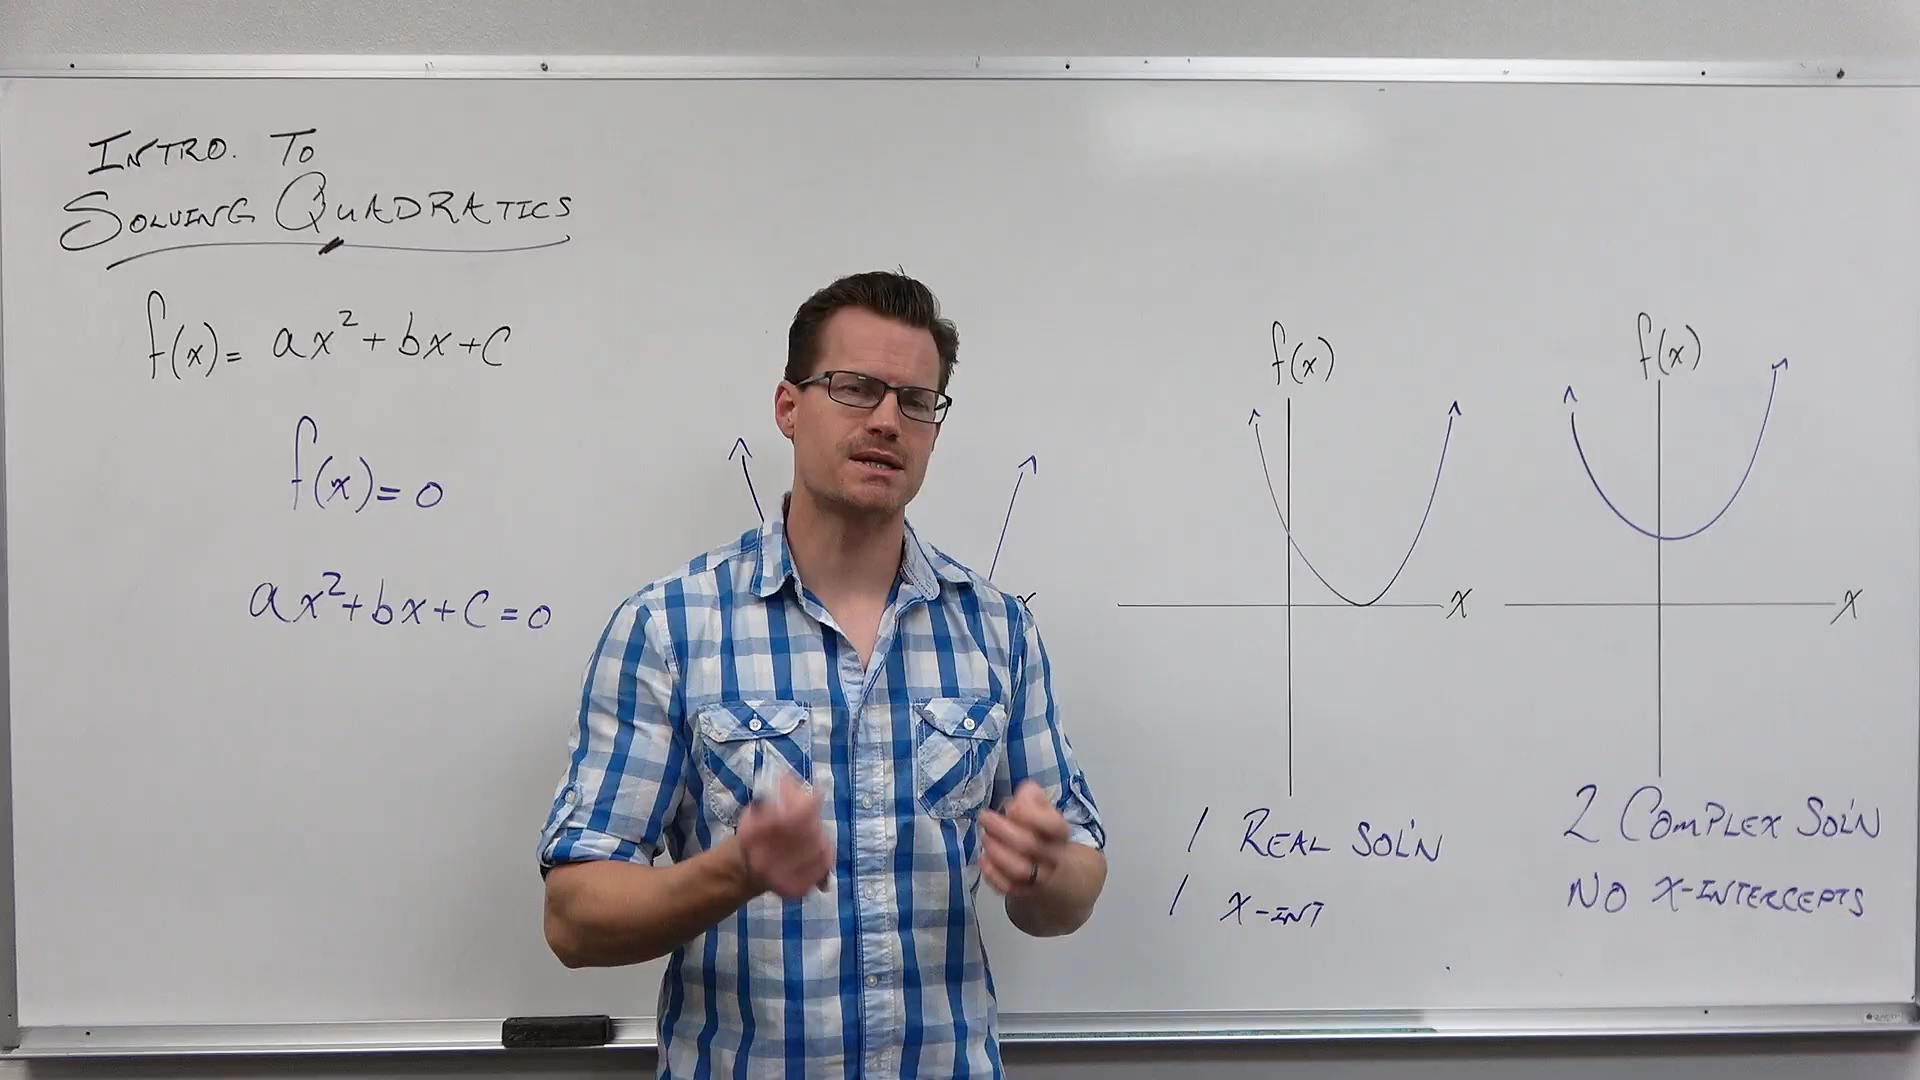 INTRO. TO
SOLVING QUADRATICS
f(x) = ax² + bx + c
f(x) = 0
ax² + bx + c = 0
x
f(x)
x
1 REAL SOL'N
1 X-INT
f(x)
x
2 COMPLEX SOL'N
NO X-INTERCEPTS